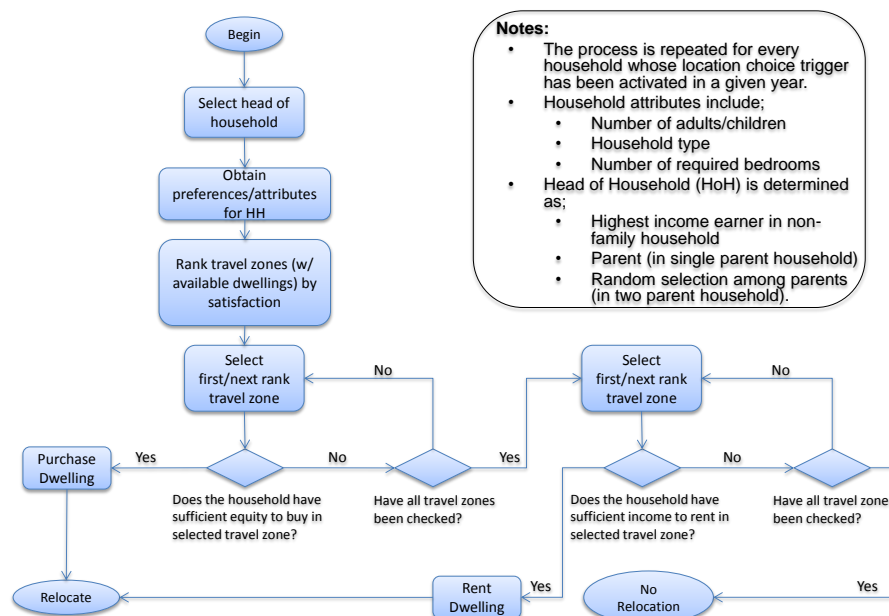 Begin
Select head of
household
Obtain
preferences/attributes
for HH
Rank travel zones (w/
available dwellings) by
satisfaction
Notes:
• The process is repeated for every
household whose location choice trigger
has been activated in a given year.
• Household attributes include;
• Number of adults/children
• Household type
• Number of required bedrooms
• Head of Household (HoH) is determined
as;
• Highest income earner in non-
family household
• Parent (in single parent household)
• Random selection among parents
(in two parent household).
Select
first/next rank
travel zone
No
Select
first/next rank
travel zone
No
Purchase
Dwelling
Yes
No
Yes
No
Does the household have
sufficient equity to buy in
selected travel zone?
Have all travel zones
been checked?
Does the household have
sufficient income to rent in
selected travel zone?
Have all travel zone
been checked?
Relocate
Rent
Dwelling
Yes
No
Relocation
Yes